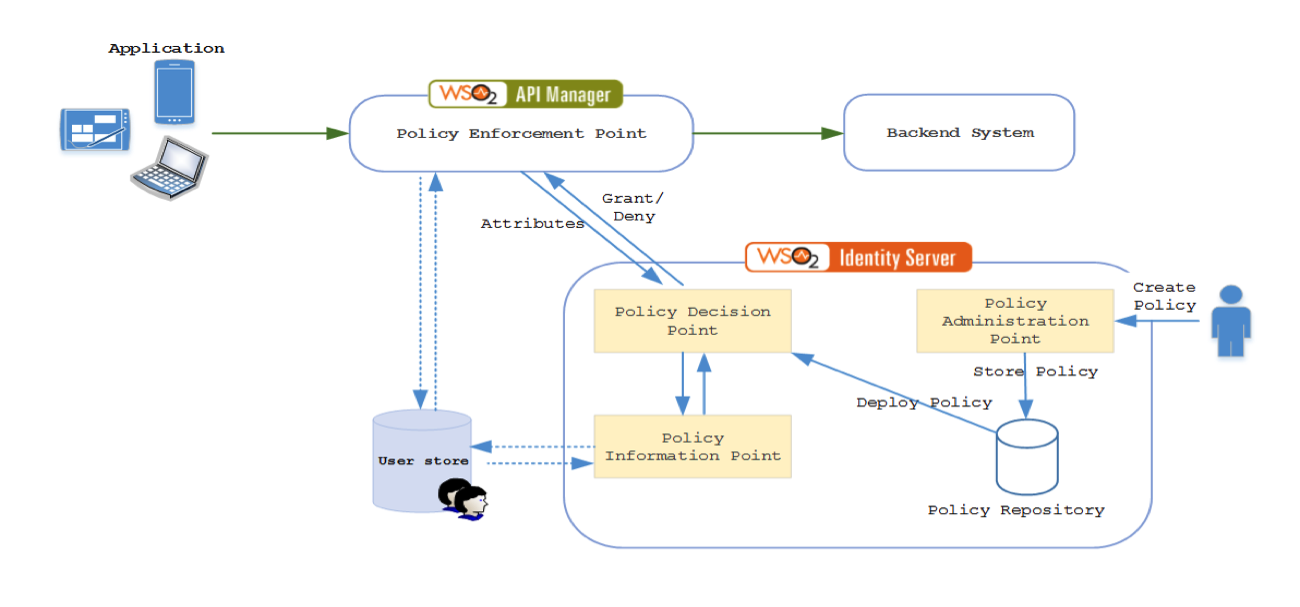 Application
WSO2 API Manager
Policy Enforcement Point
Backend System
Grant/
Deny
Attributes
WSO2 Identity Server
Create
Policy
Policy Decision
Point
Policy
Administration
Point
Store Policy
Deploy Policy
Policy
Information Point
User store
Policy Repository